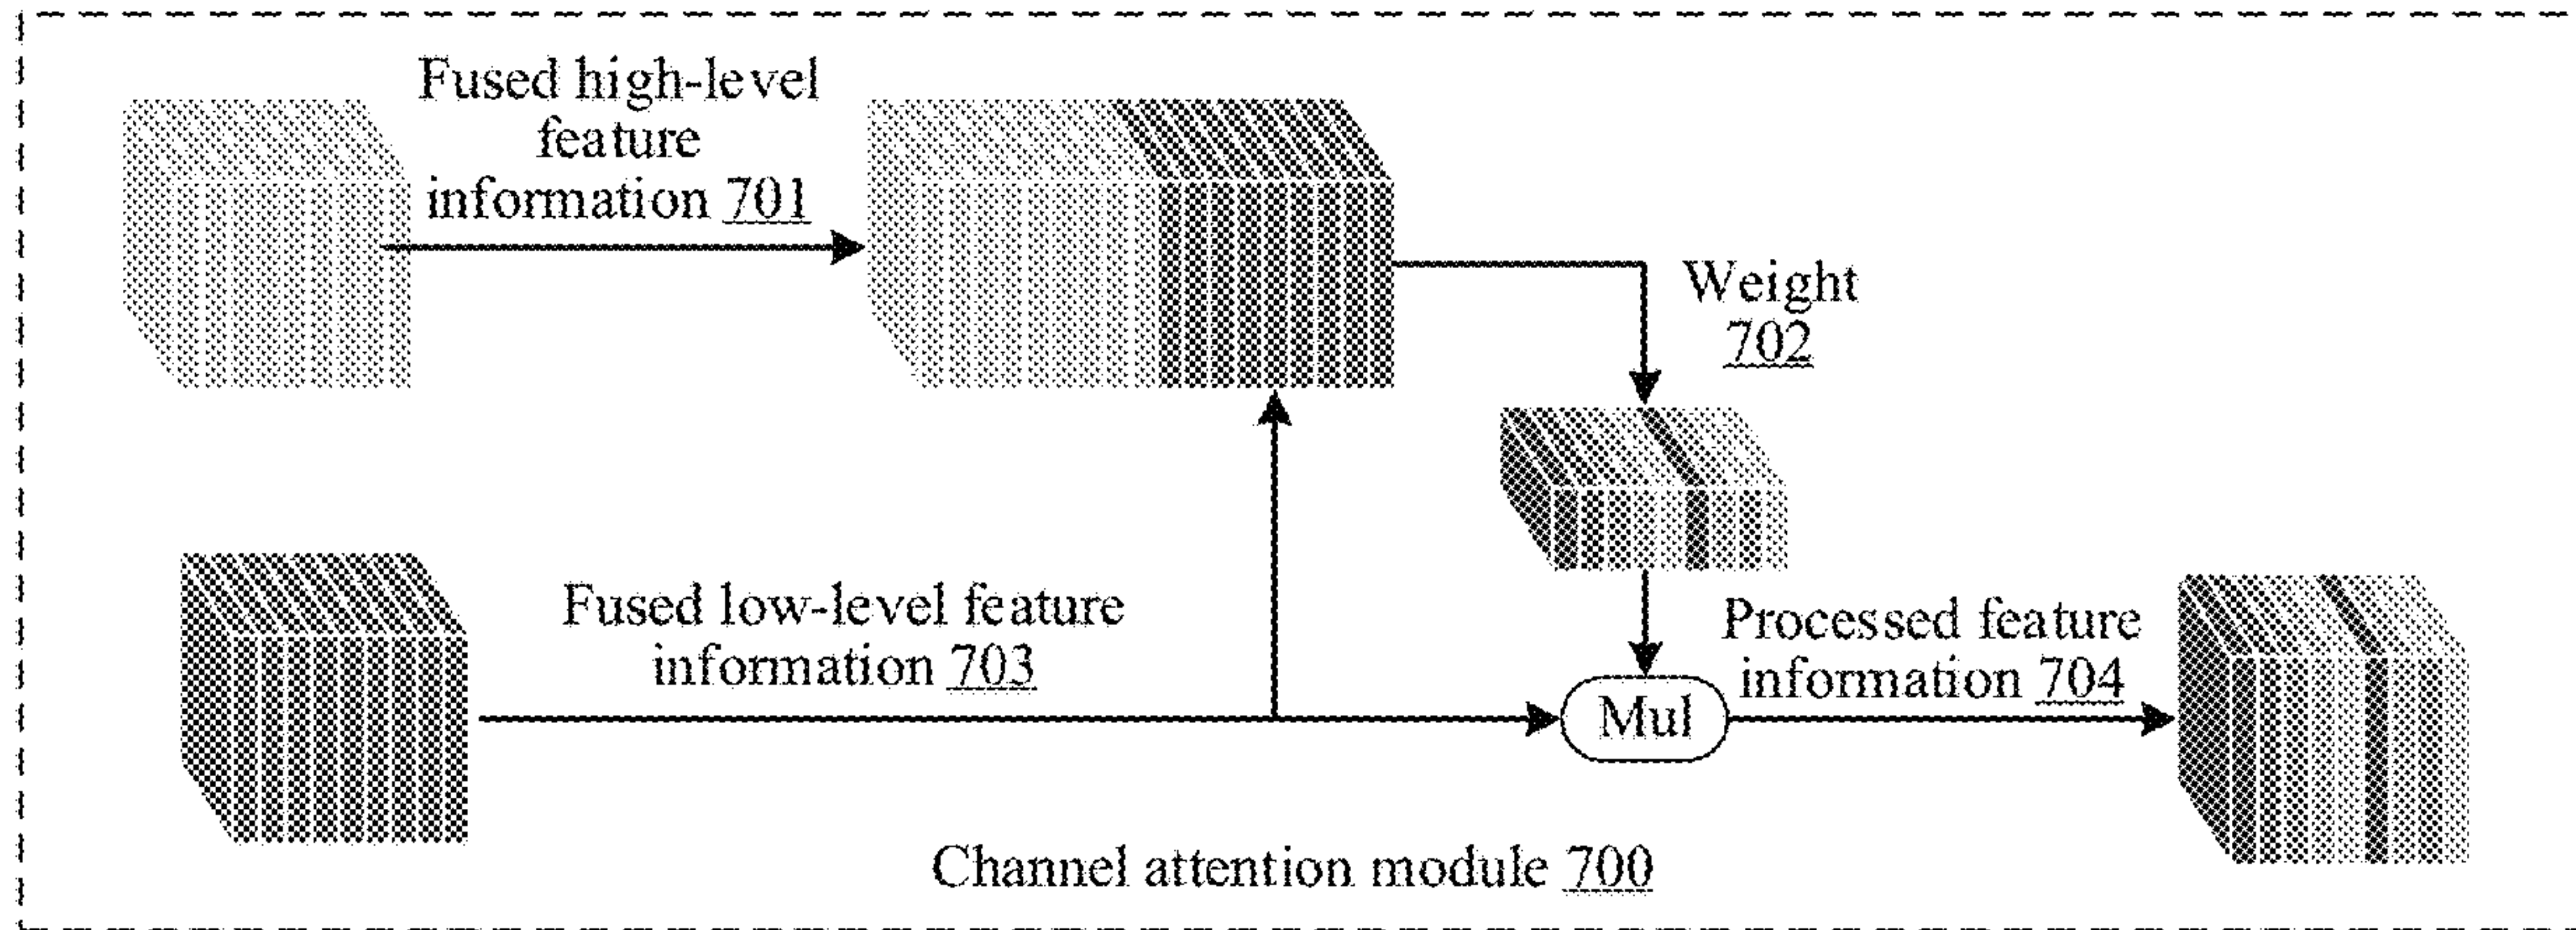 Fused high-level
feature
information 701
Weight
702
Fused low-level feature
information 703
Processed feature
information 704
Mul
Channel attention module 700